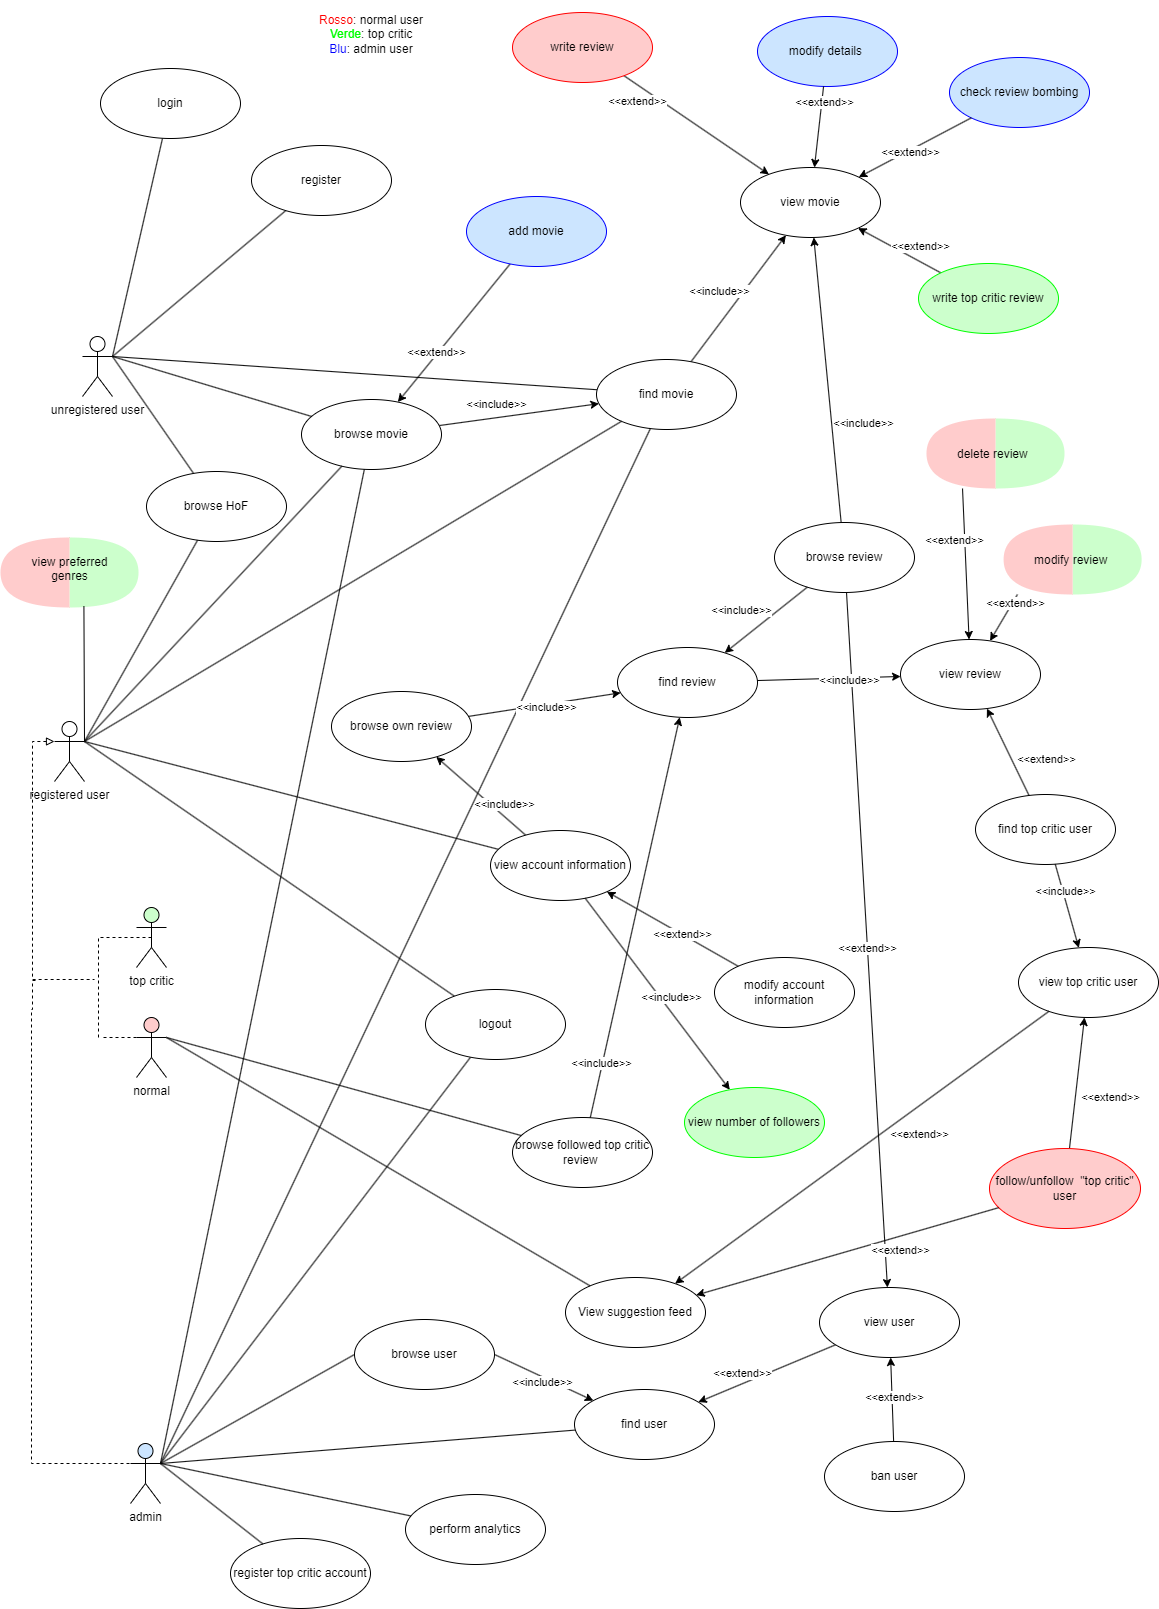 Rosso: normal user
Verde: top critic
Blu: admin user
write review
modify details
check review bombing
login
<<extend>>
<<extend>>
<<extend>>
register
view movie
add movie
<<extend>>
<<include>>
write top critic review
unregistered user
<<extend>>
find movie
<<include>>
browse movie
<<include>>
delete review
browse HoF
<<extend>>
view preferred
genres
browse review
modify review
<<include>>
<<extend>>
find review
<<include>>
view review
browse own review
<<include>>
registered user
<<include>>
<<extend>>
view account information
find top critic user
<<include>>
<<extend>>
<<extend>>
top critic
modify account
information
view top critic user
<<include>>
logout
normal
<<include>>
<<extend>>
view number of followers
<<extend>>
browse followed top critic
review
follow/unfollow "top critic"
user
<<extend>>
View suggestion feed
view user
browse user
<<include>>
<<extend>>
<<extend>>
find user
ban user
admin
perform analytics
register top critic account